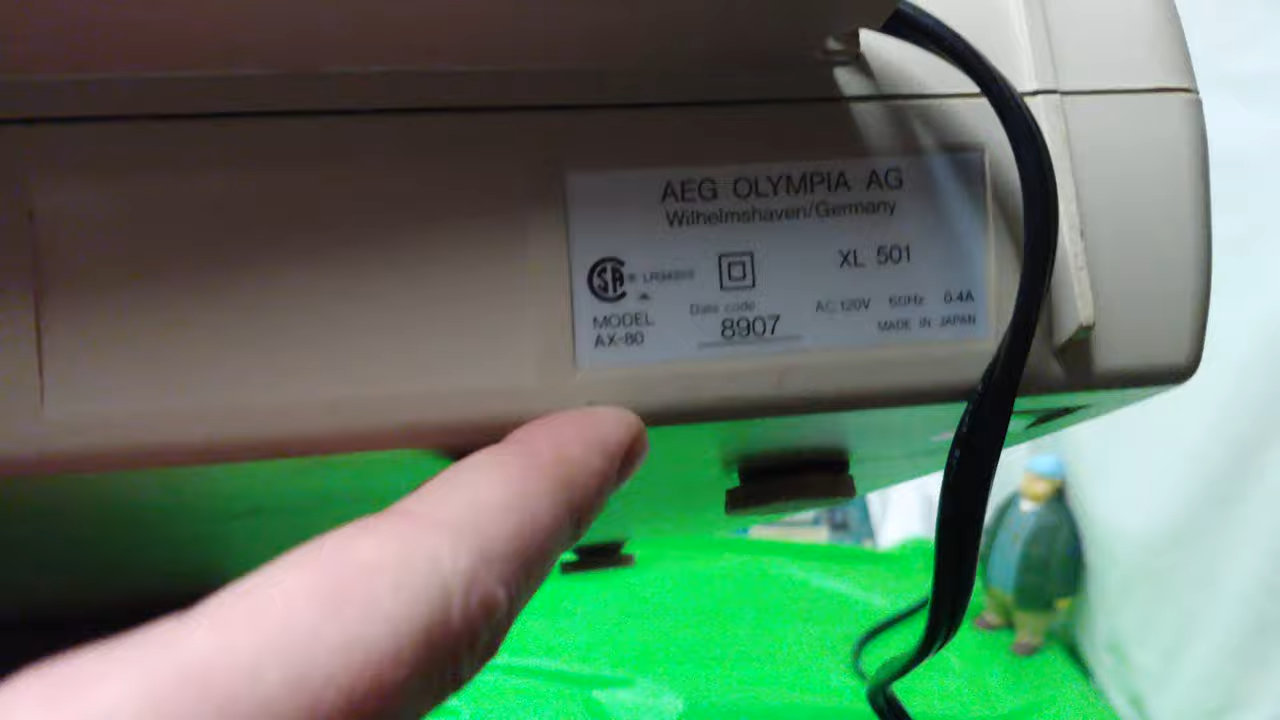 AEG OLYMPIA AG
Wilhelmshaven/Germany
SA ®
XL 501
MODEL
AX-80
Date code
8907
AC 120V 60Hz 0.4A
MADE IN JAPAN